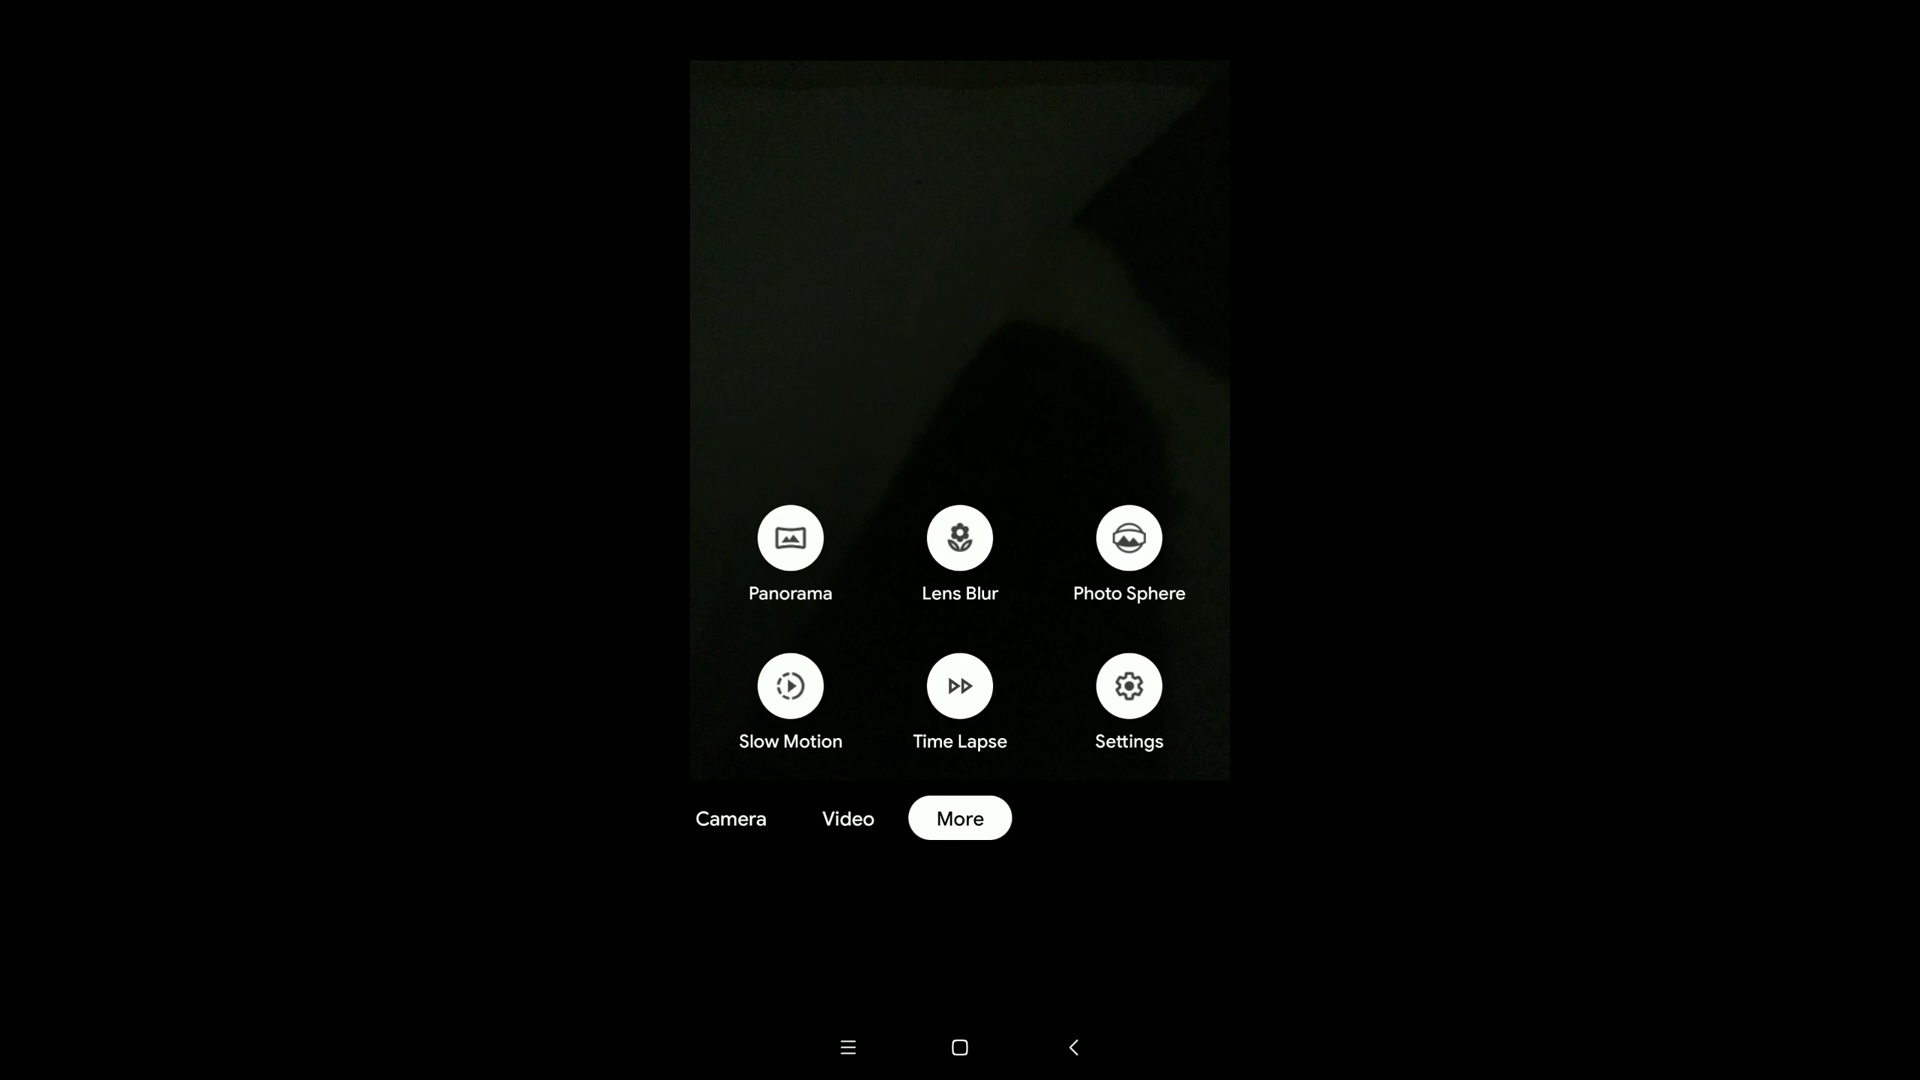 Panorama
Lens Blur
Photo Sphere
Slow Motion
Time Lapse
Settings
Camera
Video
More